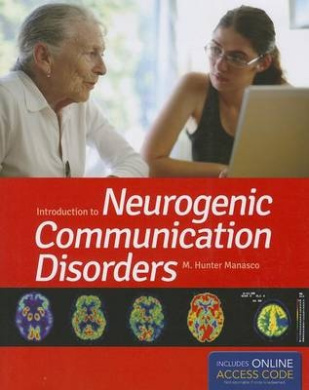 Introduction to Neurogenic
Communication
Disorders
M. Hunter Manasco
INCLUDES ONLINE
ACCESS CODE